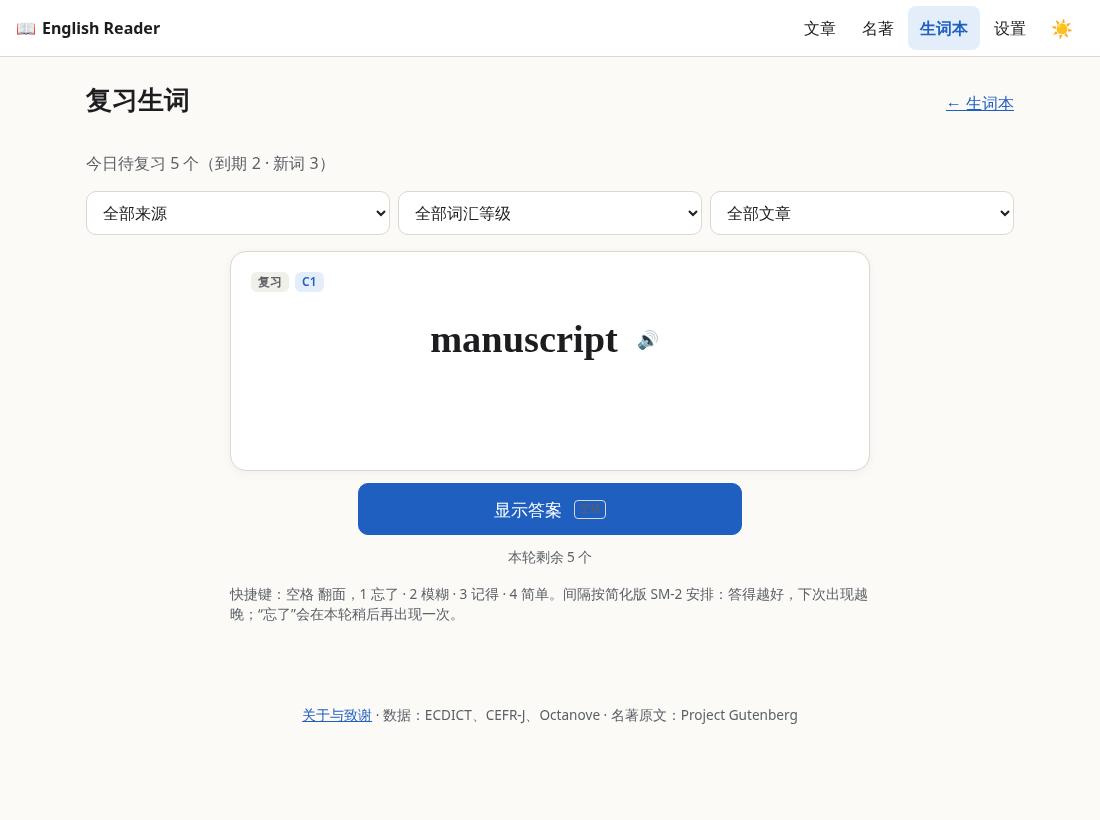 📖 English Reader 文章 名著 生词本 设置 ☀️
复习生词 ← 生词本
今日待复习 5 个（到期 2 · 新词 3）
全部来源 全部词汇等级 全部文章
复习 C1
manuscript 🔊
显示答案 空格
本轮剩余 5 个
快捷键：空格 翻面，1 忘了 · 2 模糊 · 3 记得 · 4 简单。间隔按简化版 SM-2 安排：答得越好，下次出现越
晚；“忘了”会在本轮稍后再出现一次。
关于与致谢 · 数据：ECDICT、CEFR-J、Octanove · 名著原文：Project Gutenberg